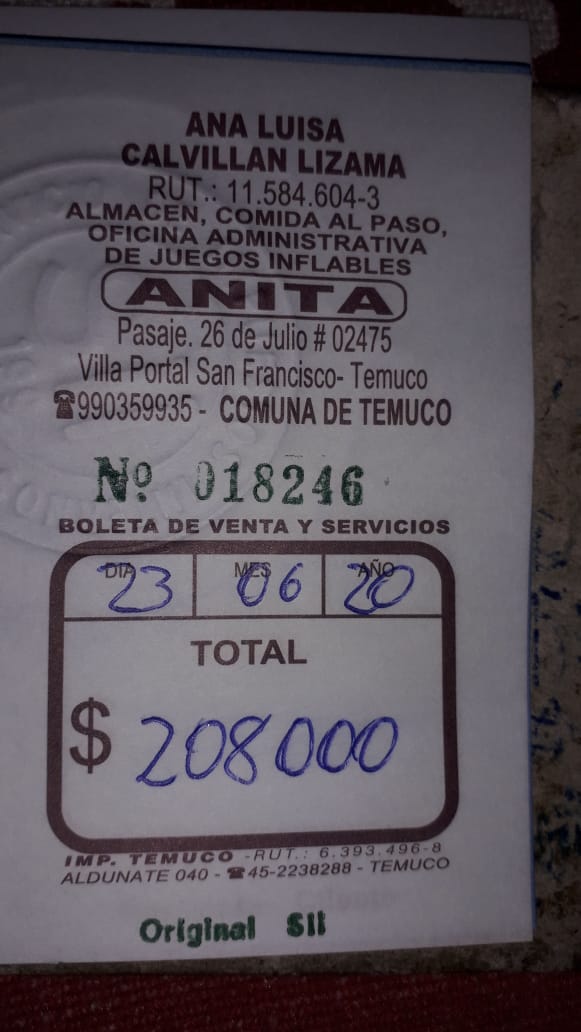 ANA LUISA
CALVILLAN LIZAMA
RUT.: 11.584.604-3
ALMACEN, COMIDA AL PASO,
OFICINA ADMINISTRATIVA
DE JUEGOS INFLABLES
ANITA
Pasaje. 26 de Julio # 02475
Villa Portal San Francisco- Temuco
☎990359935 - COMUNA DE TEMUCO
Nº 018246
BOLETA DE VENTA Y SERVICIOS
DIA MES AÑO
23 06 20
TOTAL
$ 208000
IMP. TEMUCO -RUT.: 6.393.496-8
ALDUNATE 040 - ☎45-2238288 - TEMUCO
Original SII